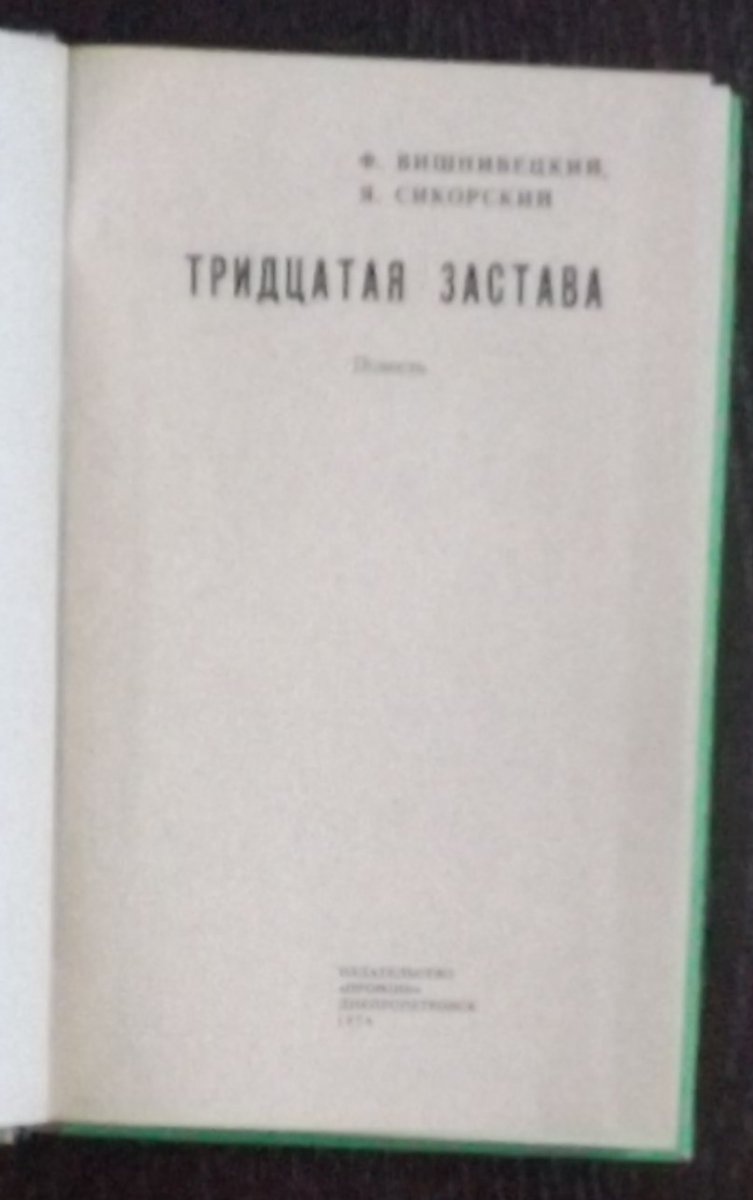 Ф. ВИШНИВЕЦКИЙ,
Я. СИКОРСКИЙ
ТРИДЦАТАЯ ЗАСТАВА
Повесть
ИЗДАТЕЛЬСТВО
«ПРОМІНЬ»
ДНЕПРОПЕТРОВСК